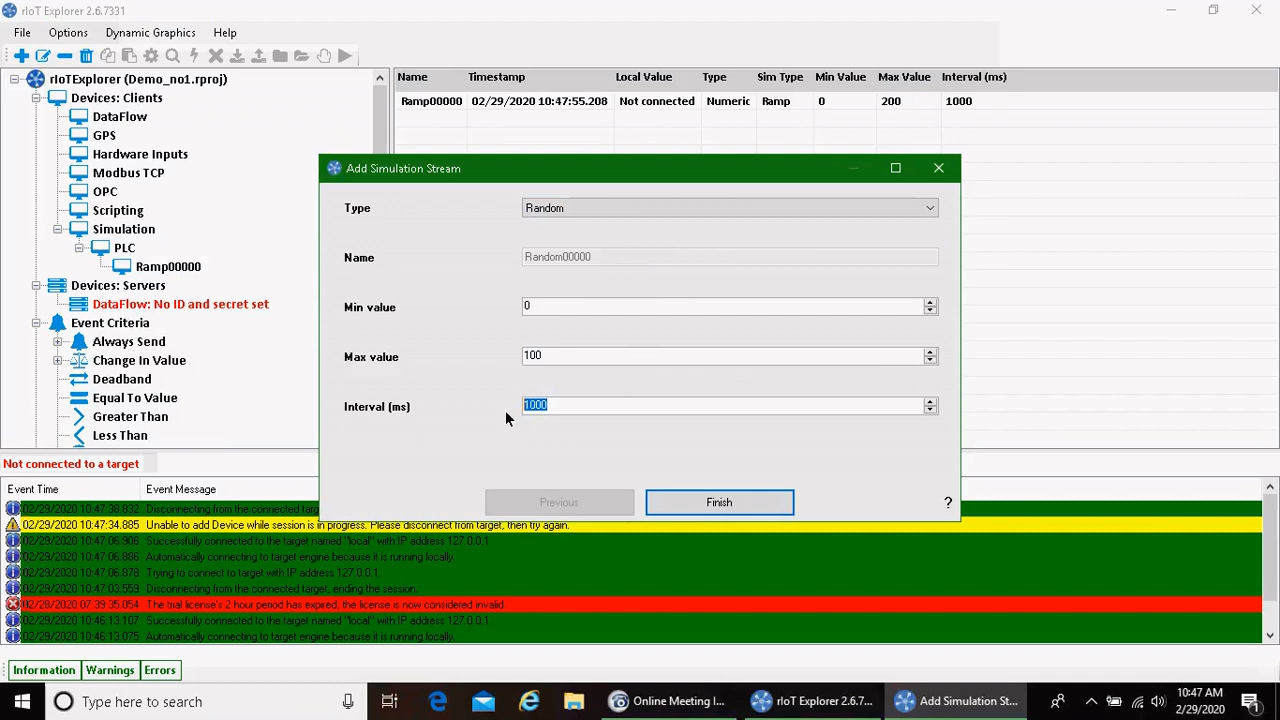 rIoT Explorer 2.6.7331
File Options Dynamic Graphics Help
rIoTExplorer (Demo_no1.rproj)
Devices: Clients
DataFlow
GPS
Hardware Inputs
Modbus TCP
OPC
Scripting
Simulation
PLC
Ramp00000
Devices: Servers
DataFlow: No ID and secret set
Event Criteria
Always Send
Change In Value
Deadband
Equal To Value
Greater Than
Less Than
Name Timestamp Local Value Type Sim Type Min Value Max Value Interval (ms)
Ramp00000 02/29/2020 10:47:55.208 Not connected Numeric Ramp 0 200 1000
Add Simulation Stream
Type Random
Name Random00000
Min value 0
Max value 100
Interval (ms) 1000
Previous Finish ?
Not connected to a target
Event Time Event Message
02/29/2020 10:47:38.832 Disconnecting from the connected targ
02/29/2020 10:47:34.885 Unable to add Device while session is in progress. Please disconnect from target, then try again.
02/29/2020 10:47:06.906 Successfully connected to the target named "local" with IP address 127.0.0.1
02/29/2020 10:47:06.886 Automatically connecting to target engine because it is running locally.
02/29/2020 10:47:06.878 Trying to connect to target with IP address 127.0.0.1.
02/29/2020 10:47:03.559 Disconnecting from the connected target, ending the session.
02/28/2020 07:39:35.054 The trial license's 2 hour period has expired, the license is now considered invalid.
02/29/2020 10:46:13.107 Successfully connected to the target named "local" with IP address 127.0.0.1
02/29/2020 10:46:13.075 Automatically connecting to target engine because it is running locally.
Information Warnings Errors
Type here to search
Online Meeting I...
rIoT Explorer 2.6.7...
Add Simulation St...
10:47 AM
2/29/2020
1